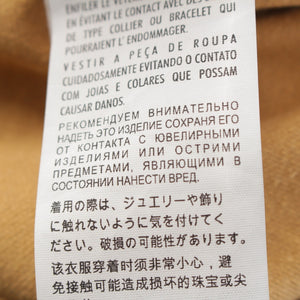 ENFILER LE
EN ÉVITANT LE CONTACT AVEC DES
DE TYPE COLLIER OU BRACELET QUI
POURRAIENT L'ENDOMMAGER.
VESTIR A PEÇA DE ROUPA
CUIDADOSAMENTE EVITANDO O CONTATO
COM JOIAS E COLARES QUE POSSAM
CAUSAR DANOS.
РЕКОМЕНДУЕМ ВНИМАТЕЛЬНО
НАДЕТЬ ЭТО ИЗДЕЛИЕ СОХРАНЯ ЕГО
ОТ КОНТАКТА С ЮВЕЛИРНЫМИ
ИЗДЕЛИЯМИ ИЛИ ОСТРЫМИ
ПРЕДМЕТАМИ, ЯВЛЯЮЩИМИ В
СОСТОЯНИИ НАНЕСТИ ВРЕД.
着用の際は、ジュエリーや飾り
に触れないように気を付けてく
ください。破損の可能性があります。
该衣服穿着时须非常小心，避
免接触可能造成损坏的珠宝或尖